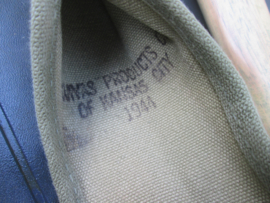 NVAS PRODUCTS
OF KANSAS CITY
1944